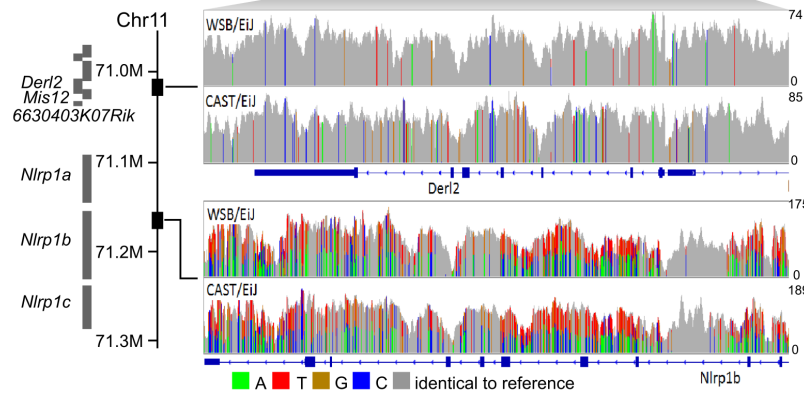 Chr11
WSB/EiJ
74
71.0M
0
Derl2
CAST/EiJ
85
Mis12
6630403K07Rik
71.1M
0
Nlrp1a
Derl2
WSB/EiJ
175
Nlrp1b
71.2M
0
CAST/EiJ
189
Nlrp1c
71.3M
0
Nlrp1b
A T G C identical to reference